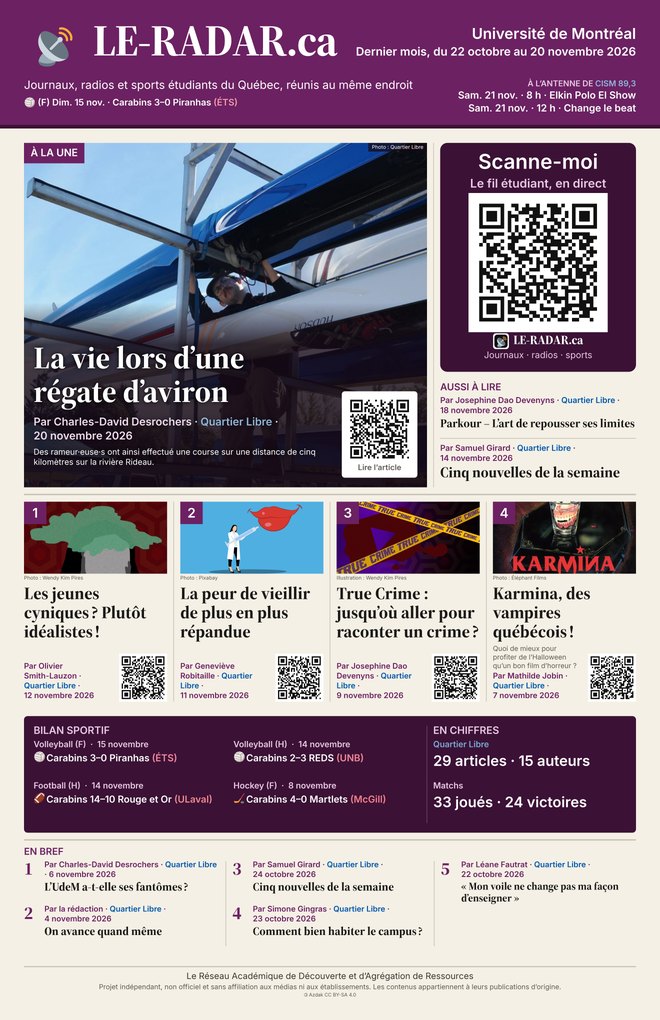 LE-RADAR.ca
Université de Montréal
Dernier mois, du 22 octobre au 20 novembre 2026
Journaux, radios et sports étudiants du Québec, réunis au même endroit
🏐 (F) Dim. 15 nov. · Carabins 3–0 Piranhas (ÉTS)
À L'ANTENNE DE CISM 89,3
Sam. 21 nov. · 8 h · Elkin Polo El Show
Sam. 21 nov. · 12 h · Change le beat
À LA UNE
Photo : Quartier Libre
HUDSON
La vie lors d'une
régate d'aviron
Par Charles-David Desrochers · Quartier Libre ·
20 novembre 2026
Des rameur·euse·s ont ainsi effectué une course sur une distance de cinq
kilomètres sur la rivière Rideau.
Lire l'article
Scanne-moi
Le fil étudiant, en direct
LE-RADAR.ca
Journaux · radios · sports
AUSSI À LIRE
Par Josephine Dao Devenyns · Quartier Libre ·
18 novembre 2026
Parkour – L'art de repousser ses limites
Par Samuel Girard · Quartier Libre ·
14 novembre 2026
Cinq nouvelles de la semaine
1
Photo : Wendy Kim Pires
Les jeunes
cyniques ? Plutôt
idéalistes !
Par Olivier
Smith-Lauzon ·
Quartier Libre ·
12 novembre 2026
2
Photo : Pixabay
La peur de vieillir
de plus en plus
répandue
Par Geneviève
Robitaille · Quartier
Libre ·
11 novembre 2026
3
TRUE CRIME TRUE CRIME
TRUE CRIME TRUE CRIME
Illustration : Wendy Kim Pires
True Crime :
jusqu'où aller pour
raconter un crime ?
Par Josephine Dao
Devenyns · Quartier
Libre ·
9 novembre 2026
4
KARMINA
Photo : Éléphant Films
Karmina, des
vampires
québécois !
Quoi de mieux pour
profiter de l'Halloween
qu'un bon film d'horreur ?
Par Mathilde Jobin ·
Quartier Libre ·
7 novembre 2026
BILAN SPORTIF
Volleyball (F) · 15 novembre
🏐Carabins 3–0 Piranhas (ÉTS)
Volleyball (H) · 14 novembre
🏐Carabins 2–3 REDS (UNB)
Football (H) · 14 novembre
🏈Carabins 14–10 Rouge et Or (ULaval)
Hockey (F) · 8 novembre
🏒Carabins 4–0 Martlets (McGill)
EN CHIFFRES
Quartier Libre
29 articles · 15 auteurs
Matchs
33 joués · 24 victoires
EN BREF
1
Par Charles-David Desrochers · Quartier Libre
· 6 novembre 2026
L'UdeM a-t-elle ses fantômes ?
2
Par la rédaction · Quartier Libre ·
4 novembre 2026
On avance quand même
3
Par Samuel Girard · Quartier Libre ·
24 octobre 2026
Cinq nouvelles de la semaine
4
Par Simone Gingras · Quartier Libre ·
23 octobre 2026
Comment bien habiter le campus ?
5
Par Léane Fautrat · Quartier Libre ·
22 octobre 2026
« Mon voile ne change pas ma façon
d'enseigner »
Le Réseau Académique de Découverte et d'Agrégation de Ressources
Projet indépendant, non officiel et sans affiliation aux médias ni aux établissements. Les contenus appartiennent à leurs publications d'origine.
Azdak CC BY-SA 4.0